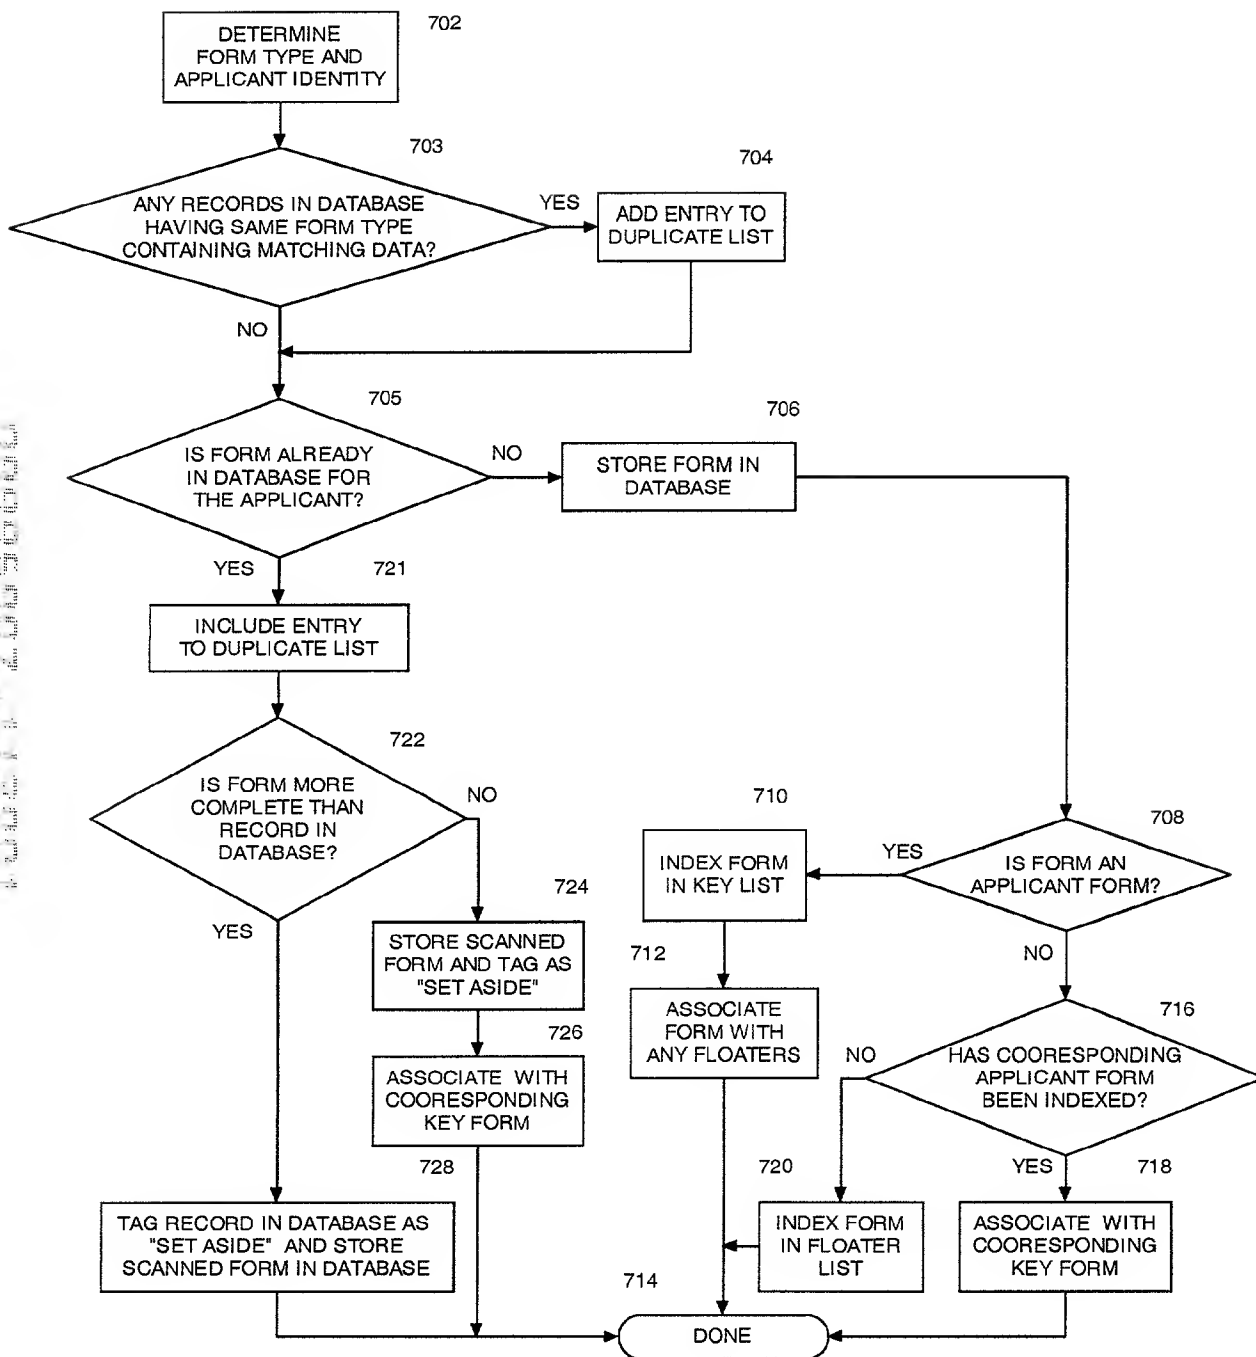 DETERMINE
FORM TYPE AND
APPLICANT IDENTITY
702
703
ANY RECORDS IN DATABASE
HAVING SAME FORM TYPE
CONTAINING MATCHING DATA?
YES
704
ADD ENTRY TO
DUPLICATE LIST
NO
705
IS FORM ALREADY
IN DATABASE FOR
THE APPLICANT?
NO
706
STORE FORM IN
DATABASE
YES
721
INCLUDE ENTRY
TO DUPLICATE LIST
722
IS FORM MORE
COMPLETE THAN
RECORD IN
DATABASE?
NO
YES
724
STORE SCANNED
FORM AND TAG AS
"SET ASIDE"
726
ASSOCIATE WITH
COORESPONDING
KEY FORM
728
TAG RECORD IN DATABASE AS
"SET ASIDE" AND STORE
SCANNED FORM IN DATABASE
708
IS FORM AN
APPLICANT FORM?
YES
710
INDEX FORM
IN KEY LIST
712
ASSOCIATE
FORM WITH
ANY FLOATERS
NO
716
HAS COORESPONDING
APPLICANT FORM
BEEN INDEXED?
NO
720
INDEX FORM
IN FLOATER
LIST
YES
718
ASSOCIATE WITH
COORESPONDING
KEY FORM
714
DONE